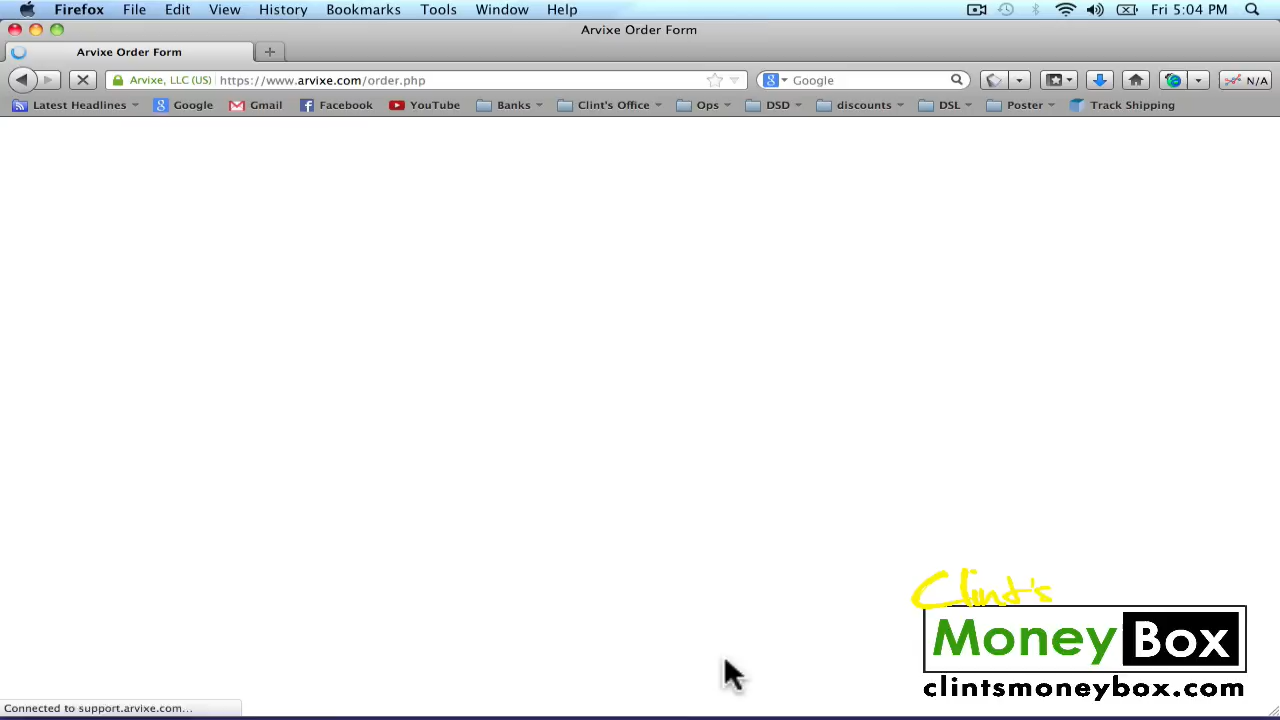 Firefox File Edit View History Bookmarks Tools Window Help Fri 5:04 PM
Arvixe Order Form
Arvixe Order Form
Arvixe, LLC (US) https://www.arvixe.com/order.php Google N/A
Latest Headlines Google Gmail Facebook YouTube Banks Clint's Office Ops DSD discounts DSL Poster Track Shipping
Clint's
MoneyBox
clintsmoneybox.com
Connected to support.arvixe.com...